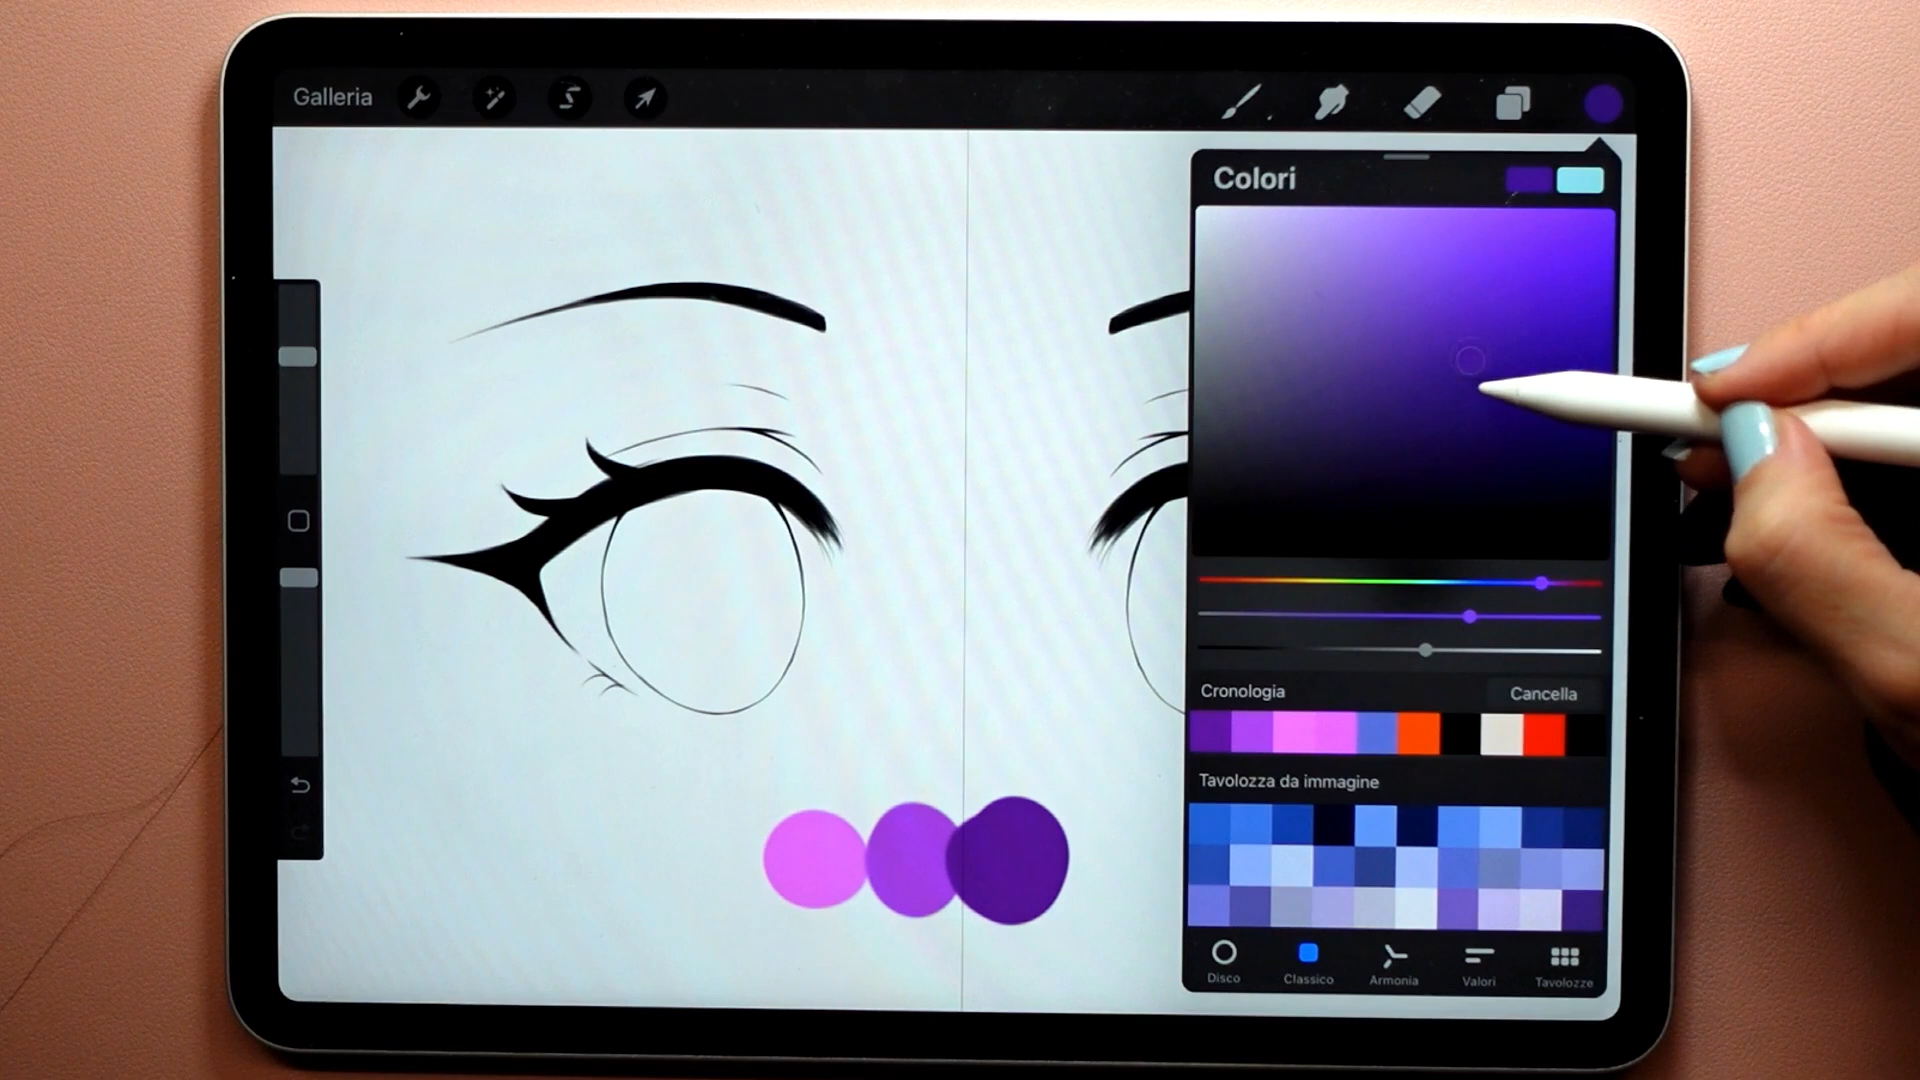 Galleria
Colori
Cronologia
Cancella
Tavolozza da immagine
Disco
Classico
Armonia
Valori
Tavolozze